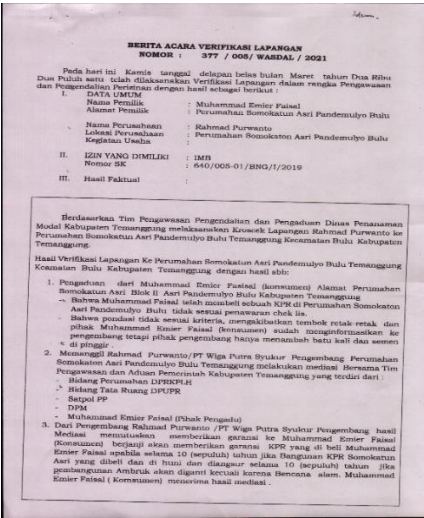 BERITA ACARA VERIFIKASI LAPANGAN
NOMOR : 377 / 005/ WASDAL / 2021
Pada hari ini Kamis tanggal delapan belas bulan Maret tahun Dua Ribu
Dua Puluh satu telah dilaksanakan Verifikasi Lapangan dalam rangka Pengawasan
dan Pengendalian Perizinan dengan hasil sebagai berikut :
I. DATA UMUM
Nama Pemilik : Muhammad Emier Faisal
Alamat Pemilik : Perumahan Somokatun Asri Pandemulyo Bulu
Nama Perusahaan : Rahmad Purwanto
Lokasi Perusahaan : Perumahan Somokaton Asri Pandemulyo Bulu
Kegiatan Usaha :
II. IZIN YANG DIMILIKI : IMB
Nomor SK : 640/005-01/BNG/I/2019
III. Hasil Faktual :
Berdasarkan Tim Pengawasan Pengendalian dan Pengaduan Dinas Penanaman
Modal Kabupaten Temanggung melaksanakan Kruscek Lapangan Rahmad Purwanto ke
Perumahan Somokatun Asri Pandemulyo Bulu Temanggung Kecamatan Bulu Kabupaten
Temanggung.
Hasil Verifikasi Lapangan Ke Perumahan Somokatun Asri Pandemulyo Bulu Temanggung
Kcamatan Bulu Kabupaten Temanggung dengan hasil sbb:
1. Pengaduan dari Muhammad Emier Faisal (konsumen) Alamat Perumahan
Somokatun Asri Blok II Asri Pandemulyo Bulu Kabupaten Temanggung
- Bahwa Muhammad Faisal telah membeli sebuah KPR di Perumahan Somokaton
Asri Pandemulyo Bulu tidak sesuai penawaran chek lis.
- Bahwa pondasi tidak sesuai kriteria, mengakibatkan tembok retak-retak dan
pihak Muhammad Emier Faisal (konsumen) sudah menginformasikan ke
pengembang tetapi pihak pengembang hanya menambah batu kali dan semen
di pinggir .
2. Memanggil Rahmad Purwanto/PT Wiga Putra Syukur Pengembang Perumahan
Somokaton Asri Pandemulyo Bulu Temanggung melakukan mediasi Bersama Tim
Pengawasan dan Aduan Pemerintah Kabupaten Temanggung yang terdiri dari :
- Bidang Perumahan DPRKPLH
- Bidang Tata Ruang DPUPR
- Satpol PP
- DPM
- Muhammad Emier Faisal (Pihak Pengadu)
3. Dari Pengembang Rahmad Purwanto /PT Wiga Putra Syukur Pengembang hasil
Mediasi memutuskan memberikan garansi ke Muhammad Emier Faisal
(Konsumen) berjanji akan memberikan garansi KPR yang di beli Muhammad
Emier Faisal apabila selama 10 (sepuluh) tahun jika Bangunan KPR Somokatun
Asri yang dibeli dan di huni dan diangsur selama 10 (sepuluh) tahun jika
pembangunan Ambruk akan diganti kecuali karena Bencana alam. Muhammad
Emier Faisal ( Komsumen) menerima hasil mediasi .